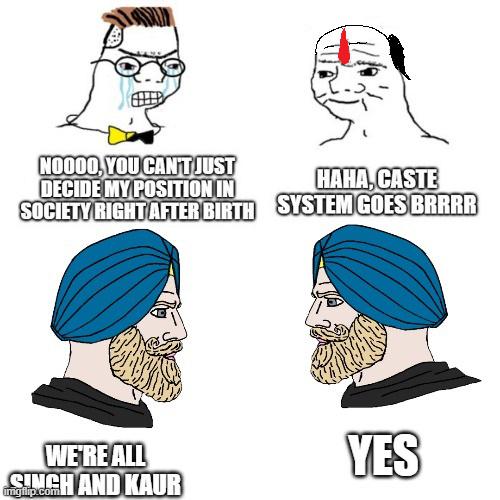 NOOOO, YOU CAN'T JUST
DECIDE MY POSITION IN
SOCIETY RIGHT AFTER BIRTH
HAHA, CASTE
SYSTEM GOES BRRRR
WE'RE ALL
SINGH AND KAUR
YES
imgflip.com